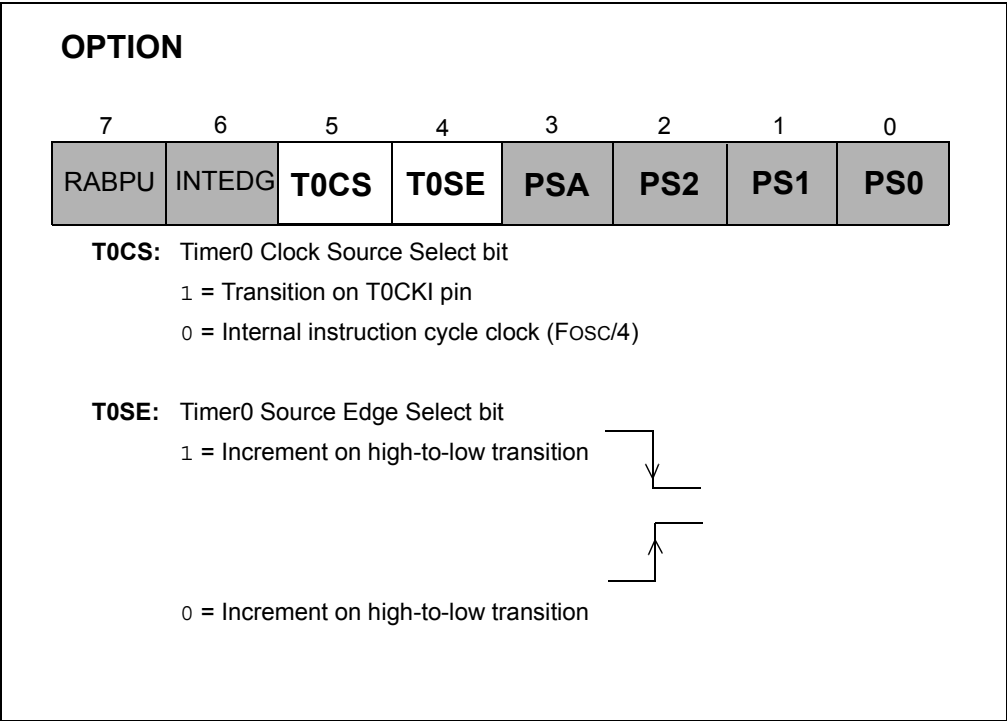 OPTION
7 6 5 4 3 2 1 0
RABPU INTEDG T0CS T0SE PSA PS2 PS1 PS0
T0CS: Timer0 Clock Source Select bit
1 = Transition on T0CKI pin
0 = Internal instruction cycle clock (FOSC/4)
T0SE: Timer0 Source Edge Select bit
1 = Increment on high-to-low transition
0 = Increment on high-to-low transition